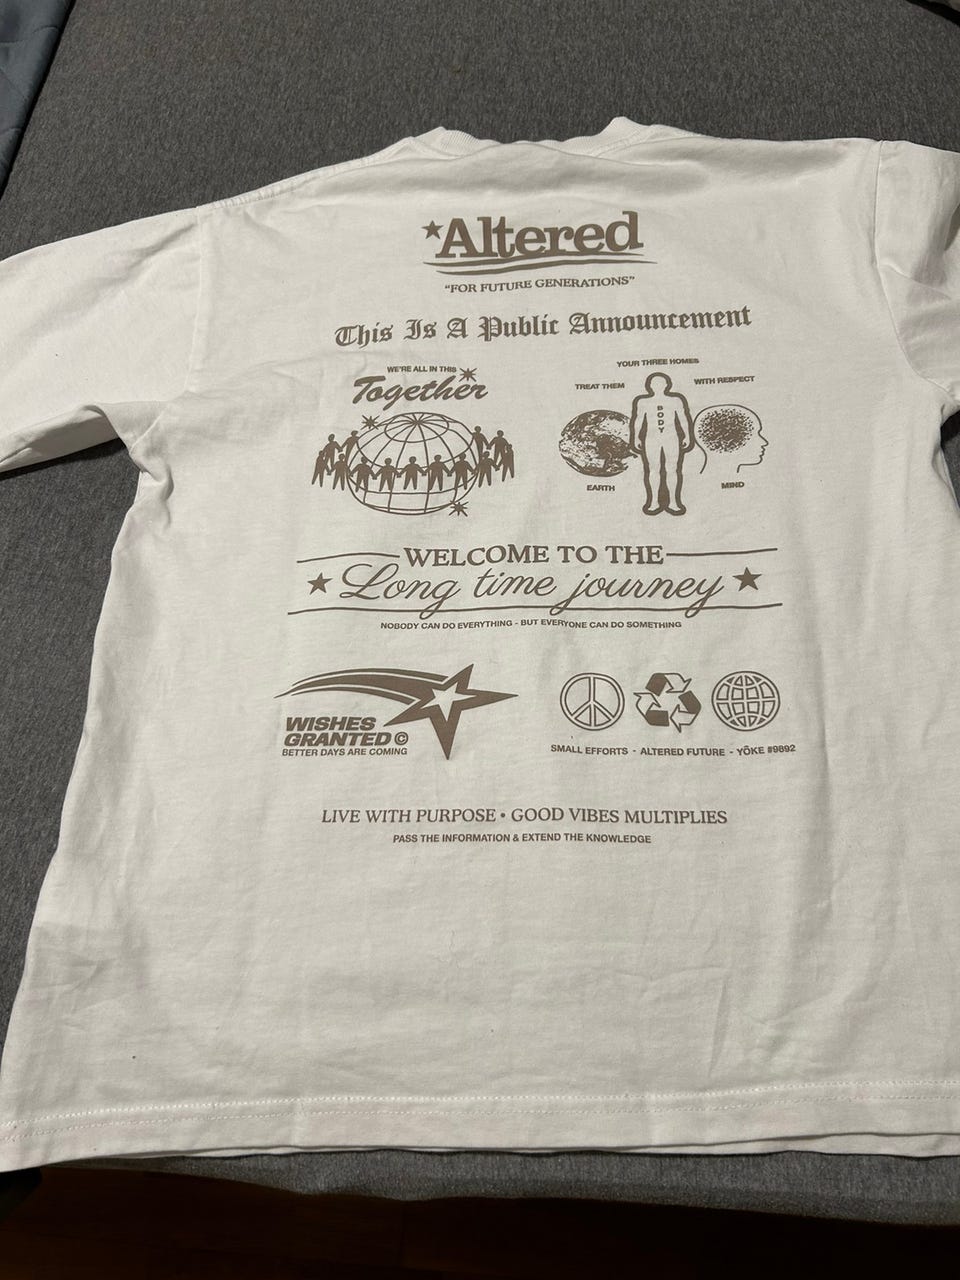 *Altered
"FOR FUTURE GENERATIONS"
This Is A Public Announcement
WE'RE ALL IN THIS
Together
YOUR THREE HOMES
TREAT THEM
WITH RESPECT
BODY
EARTH
MIND
WELCOME TO THE
Long time journey
NOBODY CAN DO EVERYTHING - BUT EVERYONE CAN DO SOMETHING
WISHES
GRANTED©
BETTER DAYS ARE COMING
SMALL EFFORTS - ALTERED FUTURE - YŌKE #9892
LIVE WITH PURPOSE • GOOD VIBES MULTIPLIES
PASS THE INFORMATION & EXTEND THE KNOWLEDGE